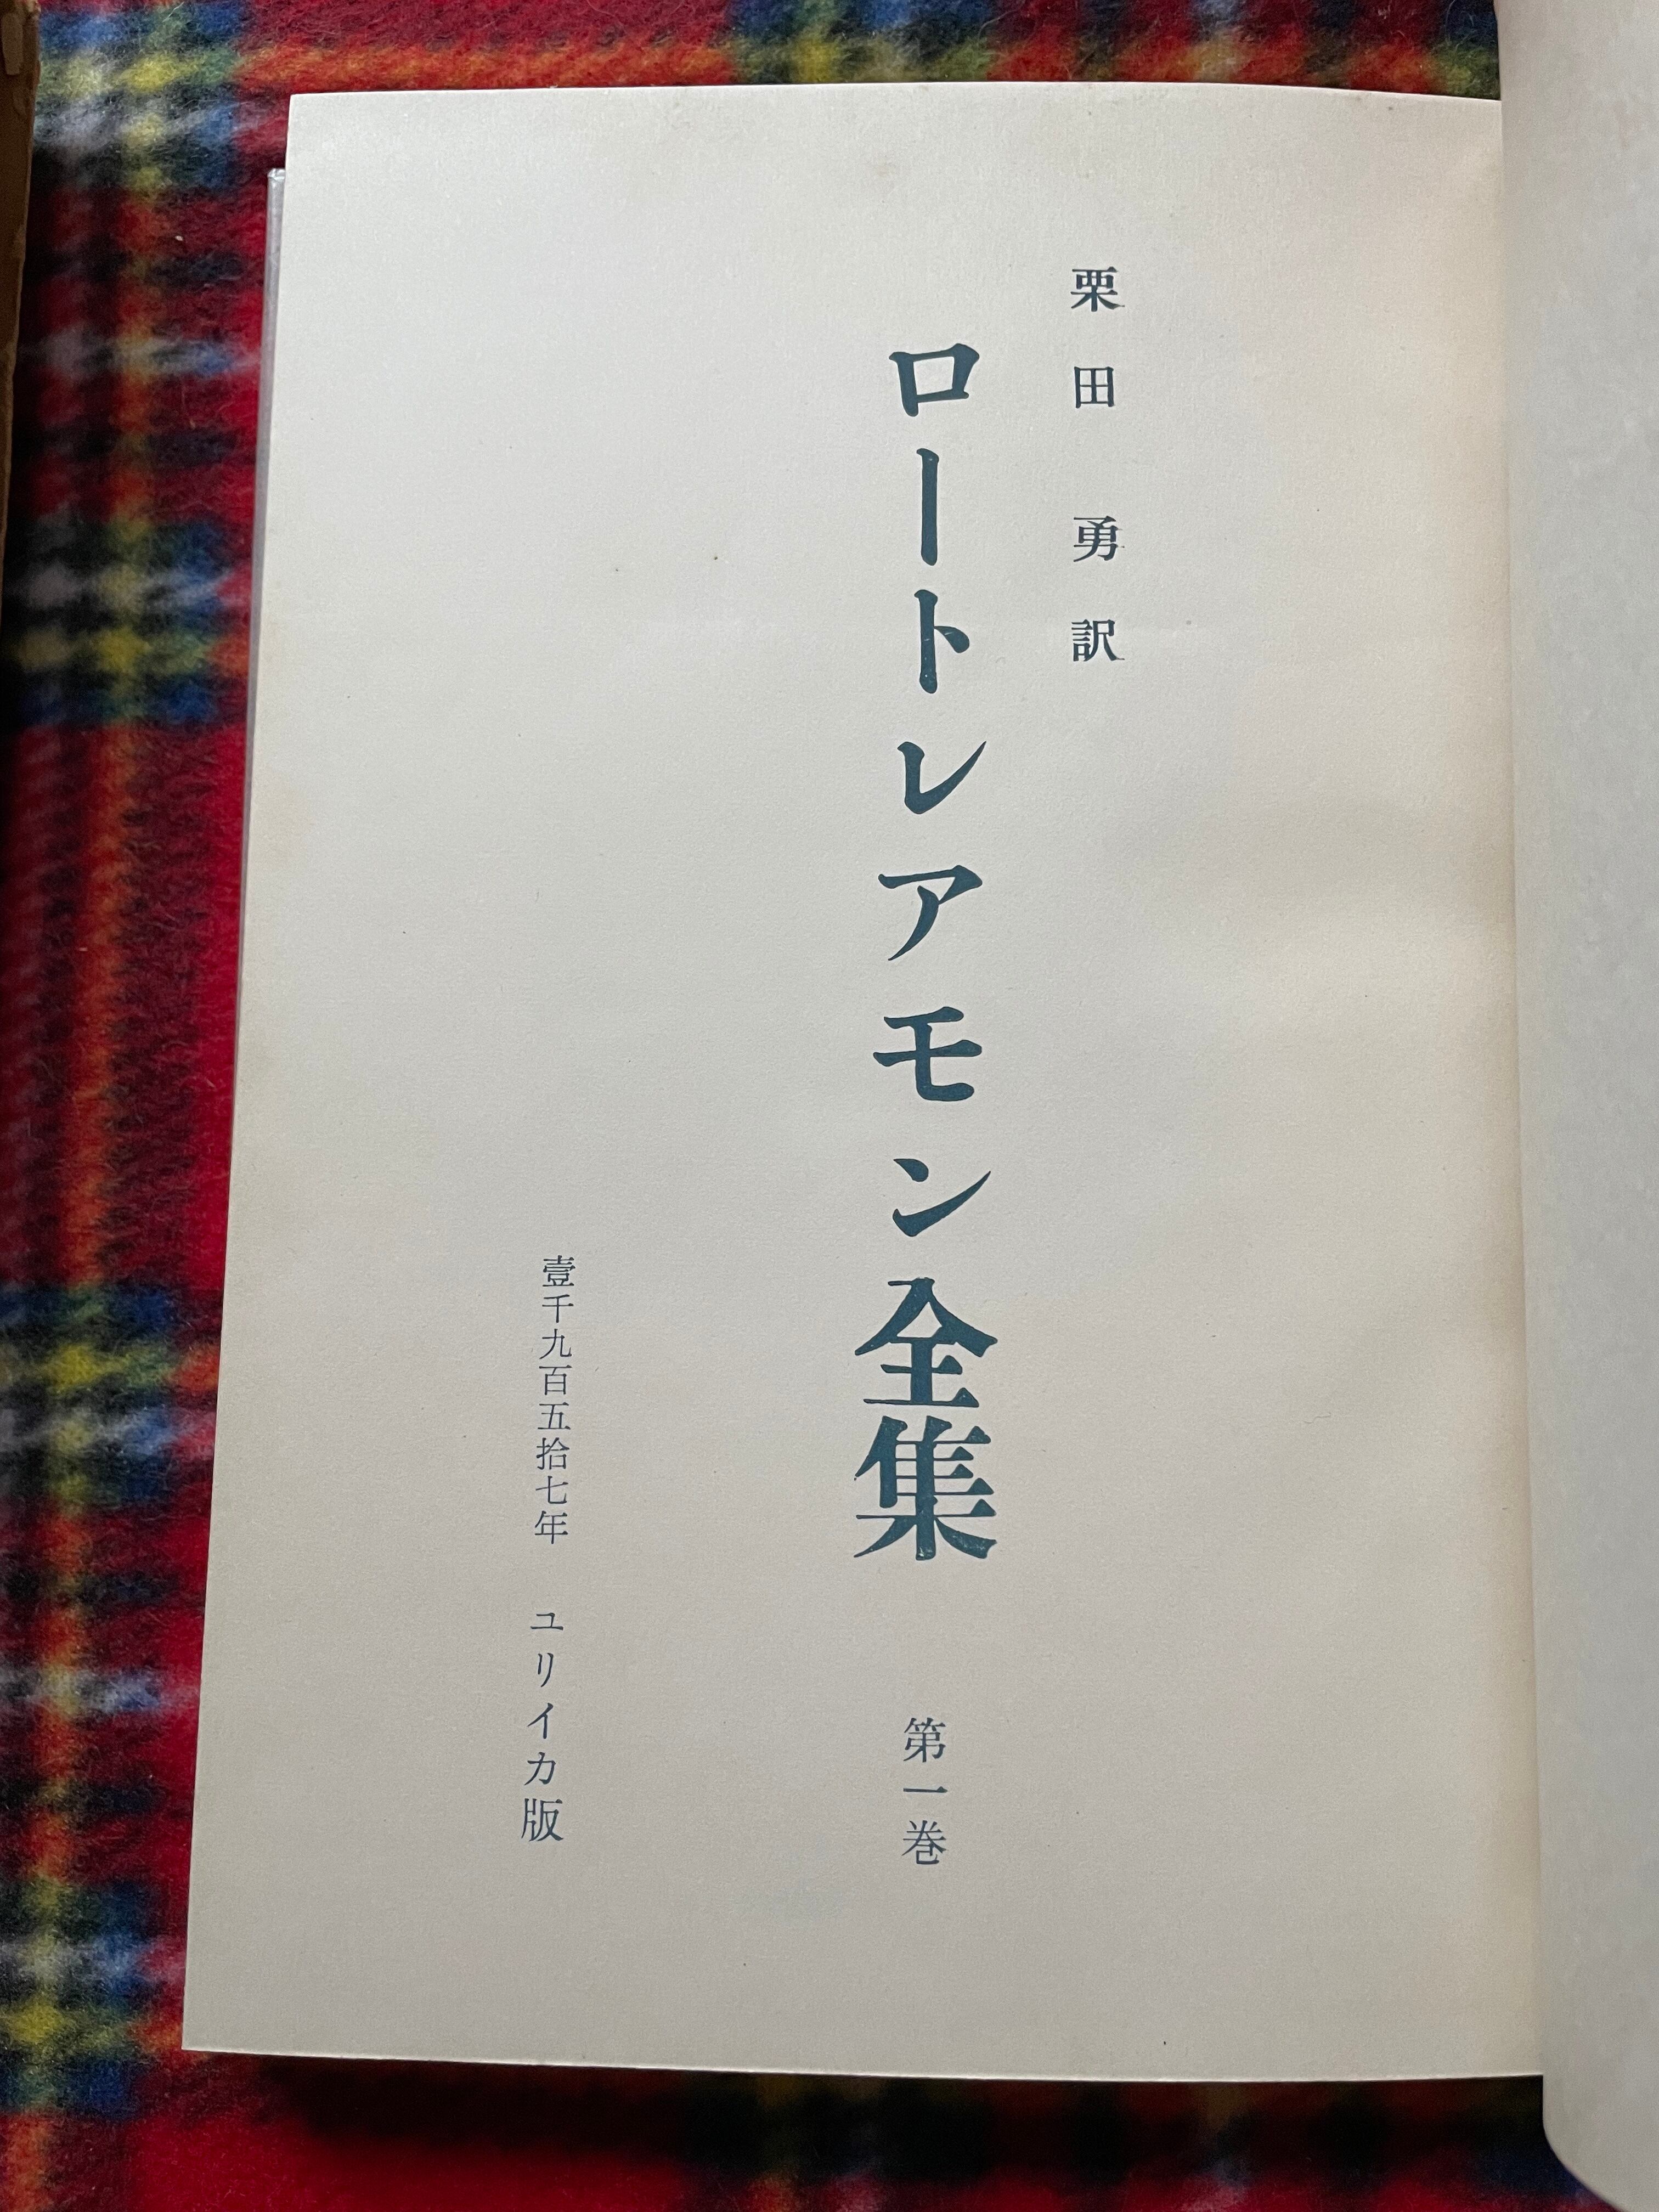 栗田勇訳
ロートレアモン全集 第一巻
壹千九百五拾七年 ユリイカ版